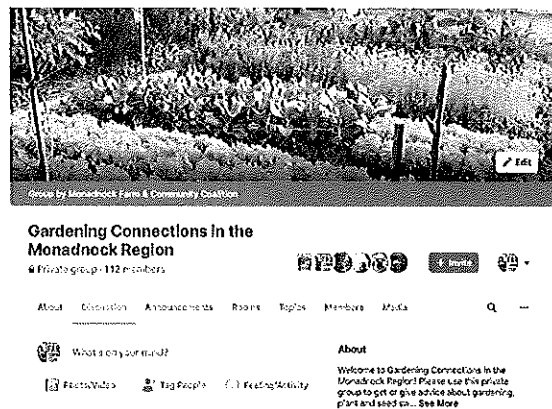 Edit
Group by Monadnock Farm & Community Coalition
Gardening Connections in the
Monadnock Region
Private group · 112 members
+ Invite
About Discussion Announcements Rooms Topics Members Media
What's on your mind?
Photo/Video Tag People Feeling/Activity
About
Welcome to Gardening Connections in the
Monadnock Region! Please use this private
group to get or give advice about gardening,
plant and seed sw... See More